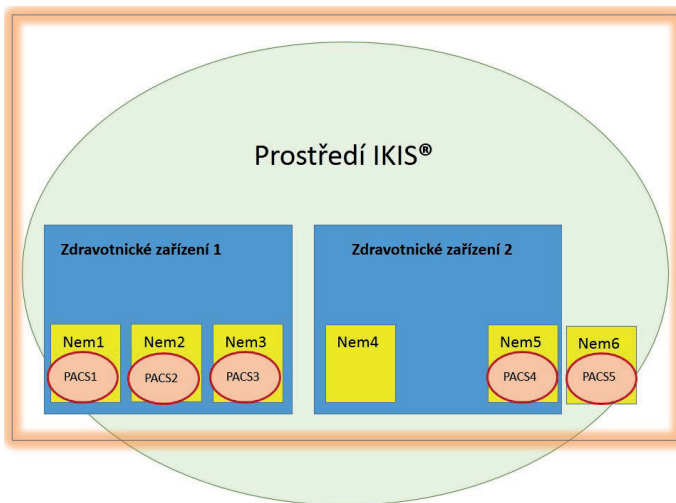 Prostředí IKIS®
Zdravotnické zařízení 1
Zdravotnické zařízení 2
Nem1
Nem2
Nem3
Nem4
Nem5
Nem6
PACS1
PACS2
PACS3
PACS4
PACS5